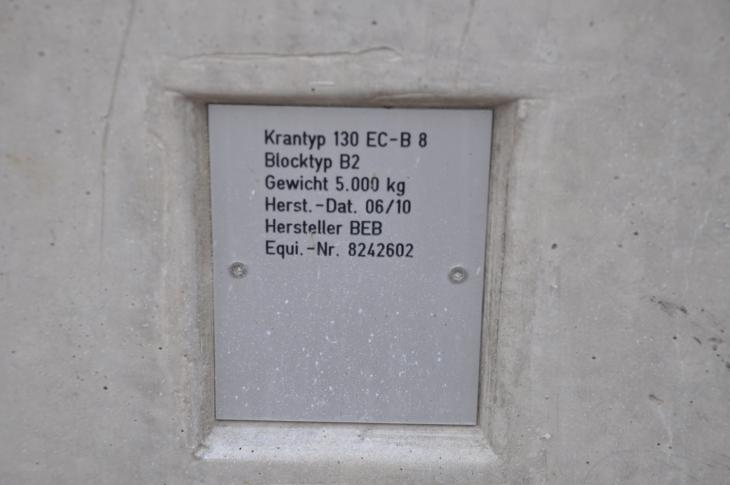 Krantyp 130 EC-B 8
Blocktyp B2
Gewicht 5.000 kg
Herst.-Dat. 06/10
Hersteller BEB
Equi.-Nr. 8242602